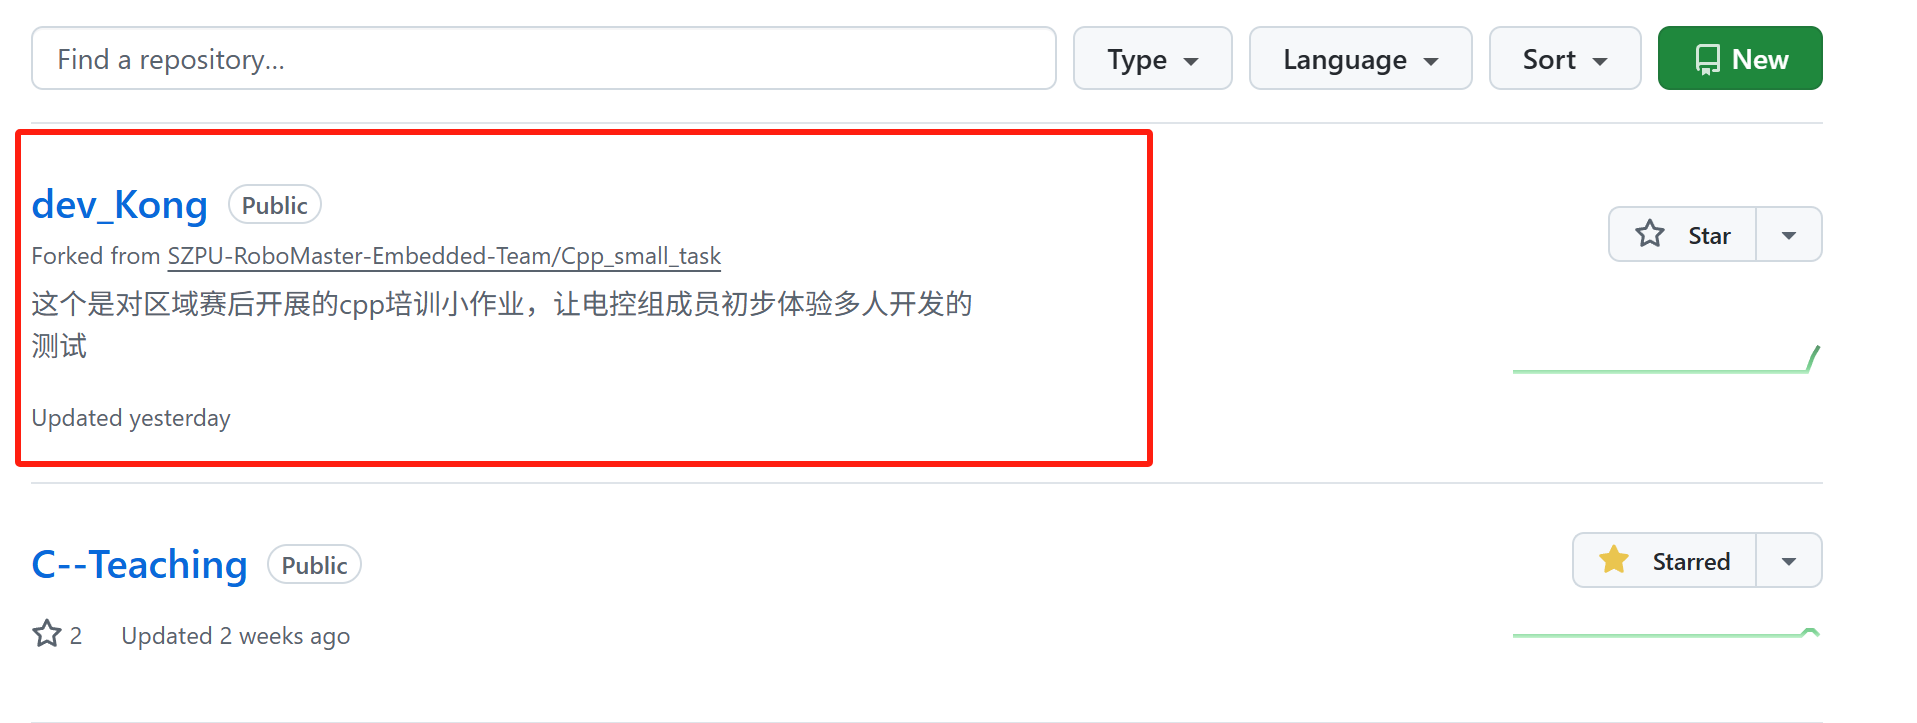 Find a repository...
Type
Language
Sort
New
dev_Kong
Public
Forked from SZPU-RoboMaster-Embedded-Team/Cpp_small_task
Star
这个是对区域赛后开展的cpp培训小作业，让电控组成员初步体验多人开发的
测试
Updated yesterday
C--Teaching
Public
Starred
2
Updated 2 weeks ago